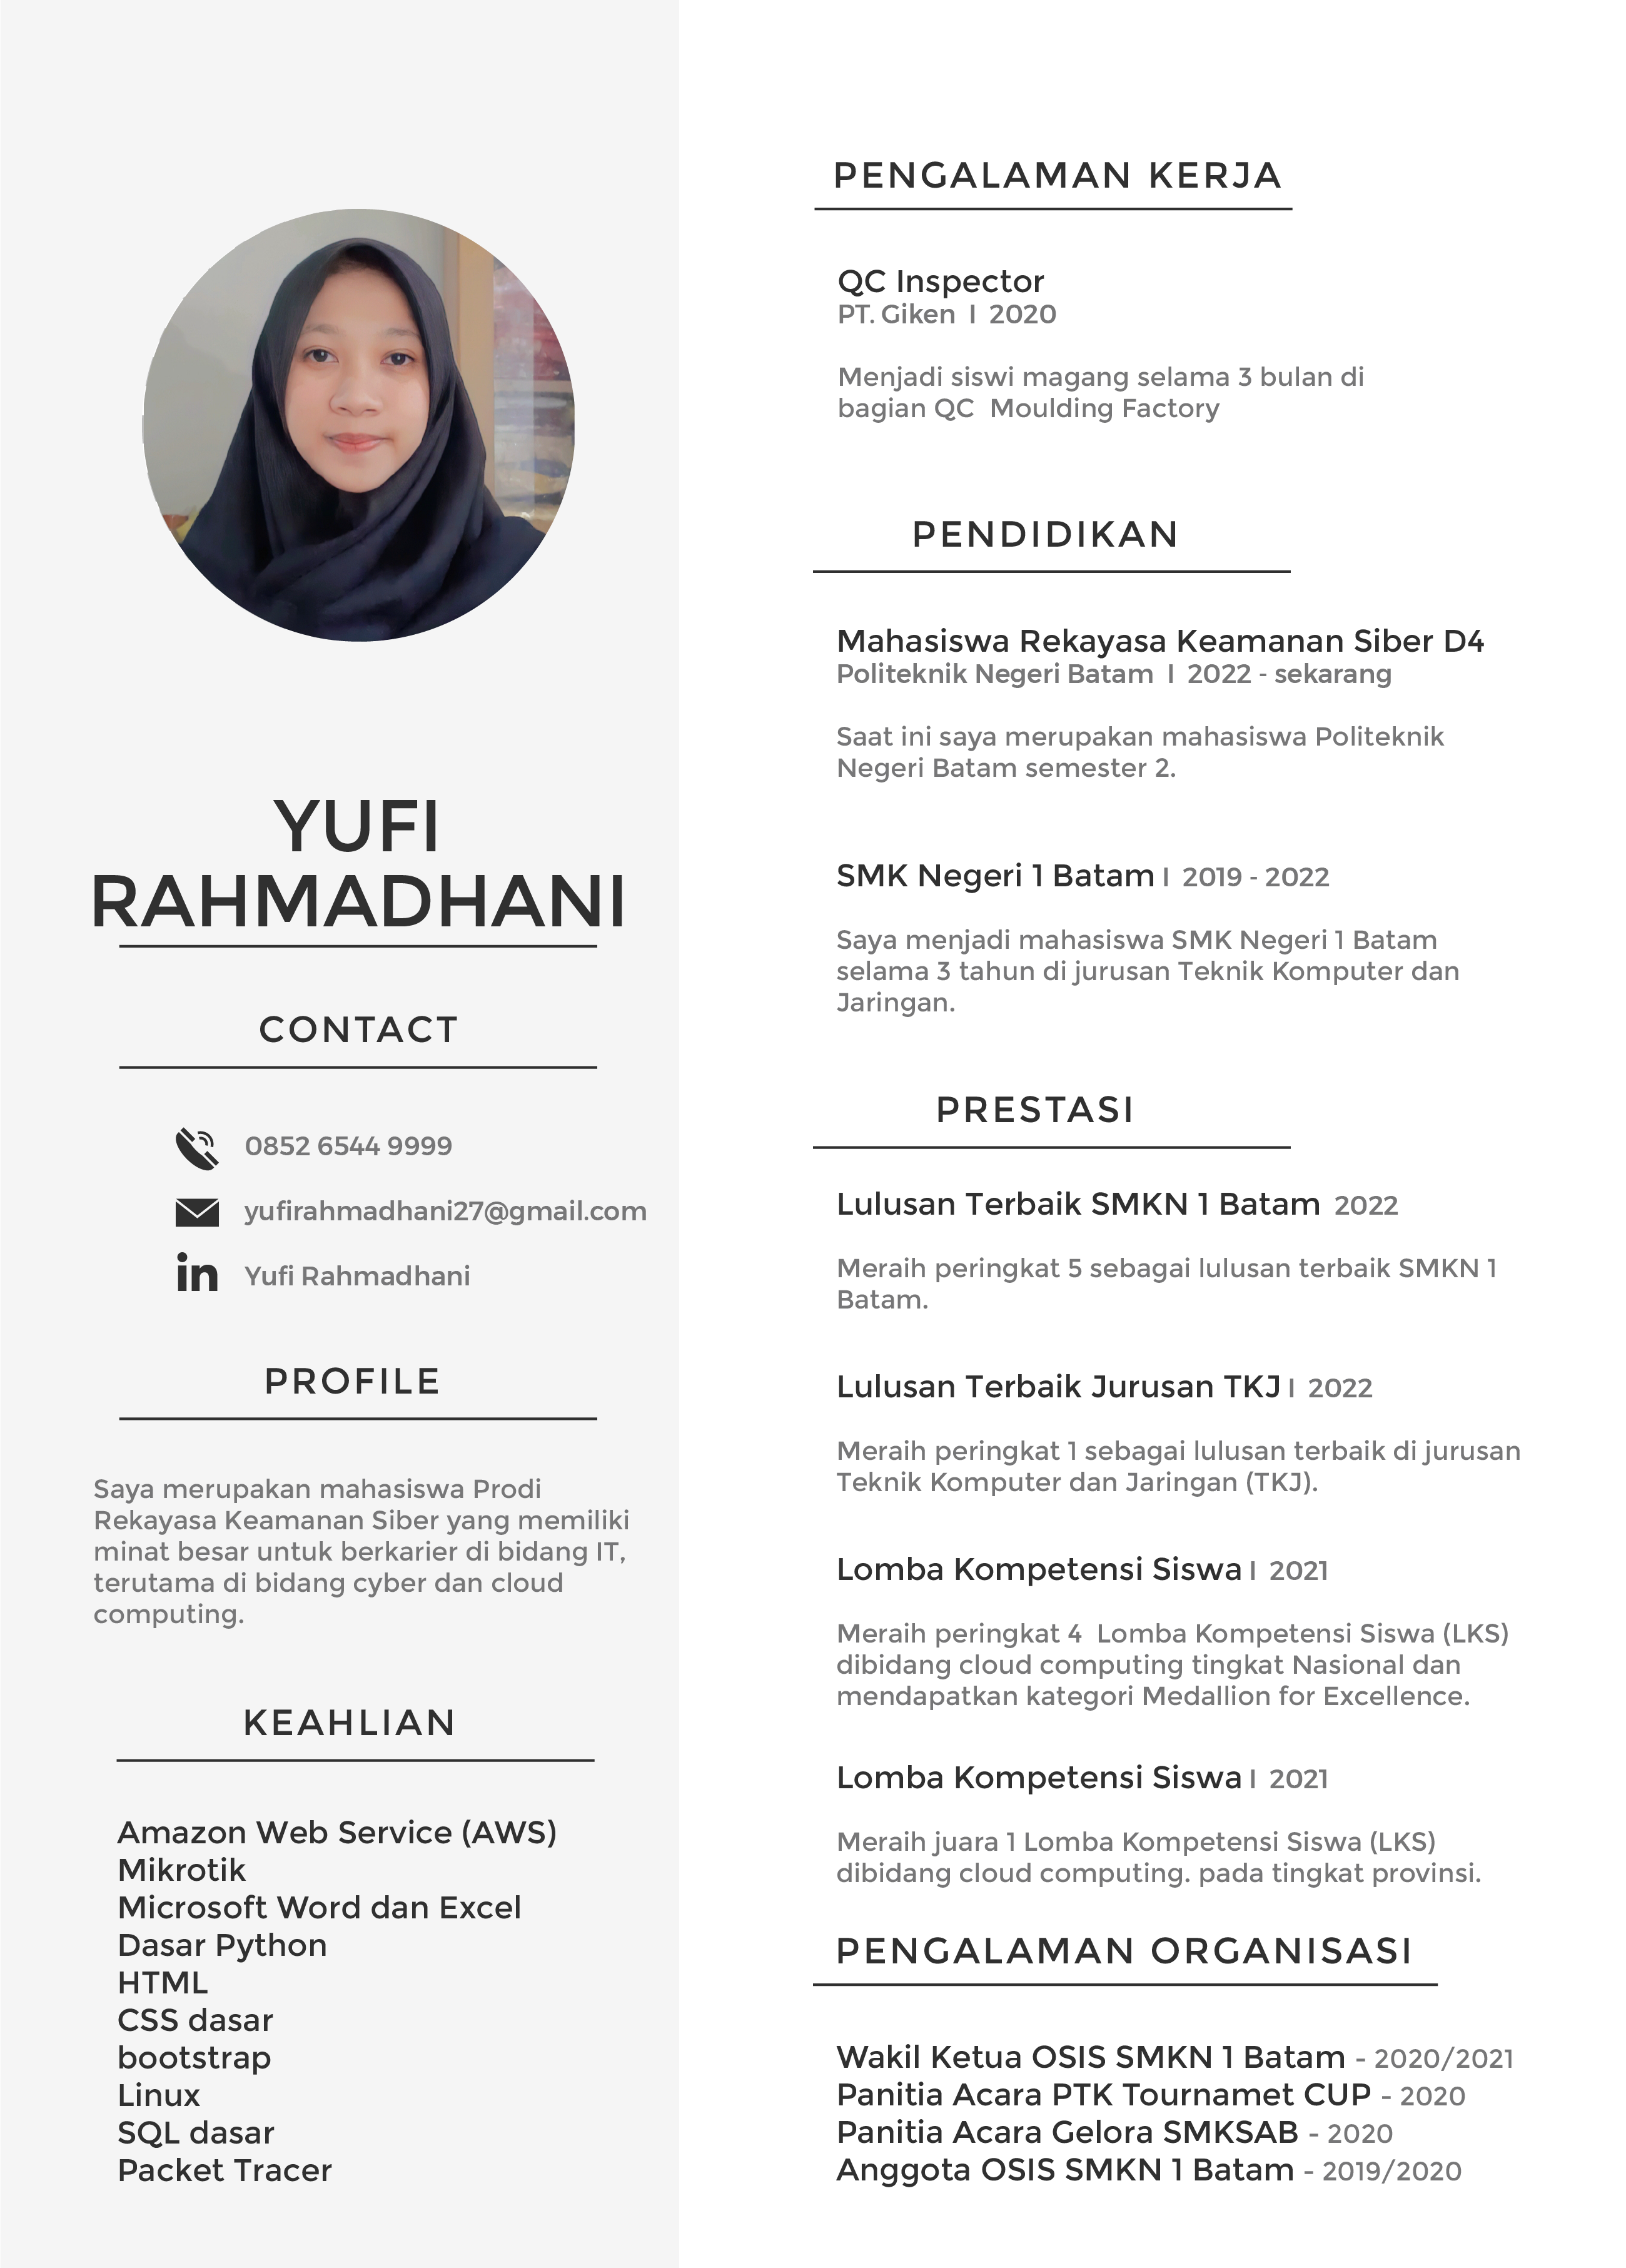 YUFI
RAHMADHANI
CONTACT
0852 6544 9999
yufirahmadhani27@gmail.com
in Yufi Rahmadhani
PROFILE
Saya merupakan mahasiswa Prodi
Rekayasa Keamanan Siber yang memiliki
minat besar untuk berkarier di bidang IT,
terutama di bidang cyber dan cloud
computing.
KEAHLIAN
Amazon Web Service (AWS)
Mikrotik
Microsoft Word dan Excel
Dasar Python
HTML
CSS dasar
bootstrap
Linux
SQL dasar
Packet Tracer
PENGALAMAN KERJA
QC Inspector
PT. Giken I 2020
Menjadi siswi magang selama 3 bulan di
bagian QC Moulding Factory
PENDIDIKAN
Mahasiswa Rekayasa Keamanan Siber D4
Politeknik Negeri Batam I 2022 - sekarang
Saat ini saya merupakan mahasiswa Politeknik
Negeri Batam semester 2.
SMK Negeri 1 Batam I 2019 - 2022
Saya menjadi mahasiswa SMK Negeri 1 Batam
selama 3 tahun di jurusan Teknik Komputer dan
Jaringan.
PRESTASI
Lulusan Terbaik SMKN 1 Batam 2022
Meraih peringkat 5 sebagai lulusan terbaik SMKN 1
Batam.
Lulusan Terbaik Jurusan TKJ I 2022
Meraih peringkat 1 sebagai lulusan terbaik di jurusan
Teknik Komputer dan Jaringan (TKJ).
Lomba Kompetensi Siswa I 2021
Meraih peringkat 4 Lomba Kompetensi Siswa (LKS)
dibidang cloud computing tingkat Nasional dan
mendapatkan kategori Medallion for Excellence.
Lomba Kompetensi Siswa I 2021
Meraih juara 1 Lomba Kompetensi Siswa (LKS)
dibidang cloud computing. pada tingkat provinsi.
PENGALAMAN ORGANISASI
Wakil Ketua OSIS SMKN 1 Batam - 2020/2021
Panitia Acara PTK Tournamet CUP - 2020
Panitia Acara Gelora SMKSAB - 2020
Anggota OSIS SMKN 1 Batam - 2019/2020